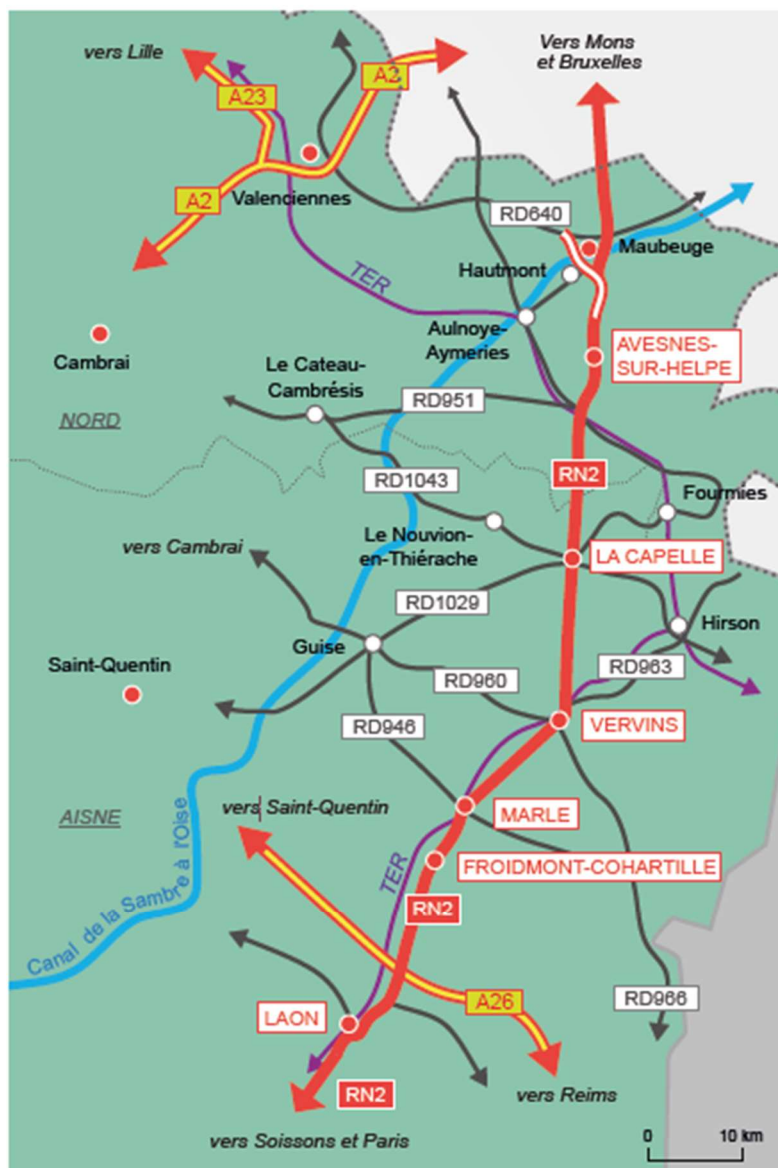 vers Lille
Vers Mons
et Bruxelles
A23
A2
A2
Valenciennes
RD640
Maubeuge
Hautmont
TER
Aulnoye-
Aymeries
Cambrai
AVESNES-
SUR-HELPE
Le Cateau-
Cambrésis
RD951
NORD
RD1043
RN2
Fourmies
Le Nouvion-
en-Thiérache
vers Cambrai
LA CAPELLE
RD1029
Hirson
Guise
Saint-Quentin
RD960
RD963
RD946
VERVINS
AISNE
vers Saint-Quentin
MARLE
TER
FROIDMONT-COHARTILLE
RN2
Canal de la Sambre à l'Oise
A26
RD966
LAON
RN2
vers Reims
vers Soissons et Paris
0 10 km